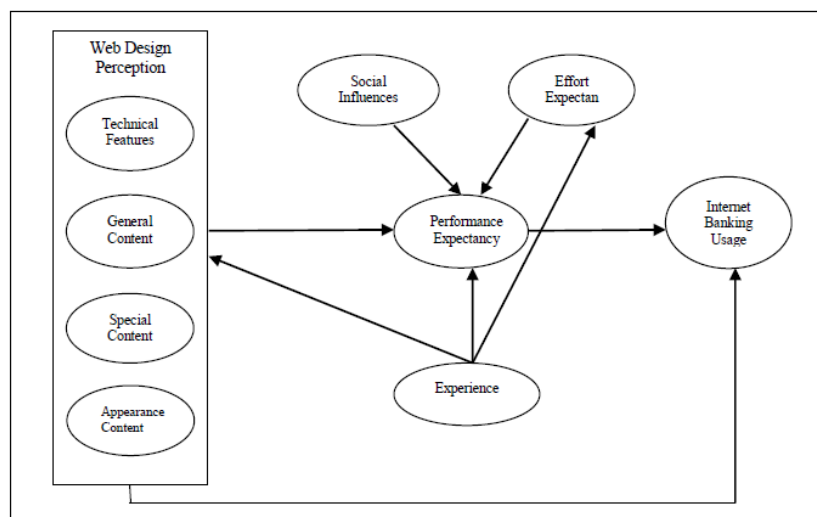 Web Design
Perception
Technical
Features
General
Content
Special
Content
Appearance
Content
Social
Influences
Effort
Expectan
Performance
Expectancy
Internet
Banking
Usage
Experience